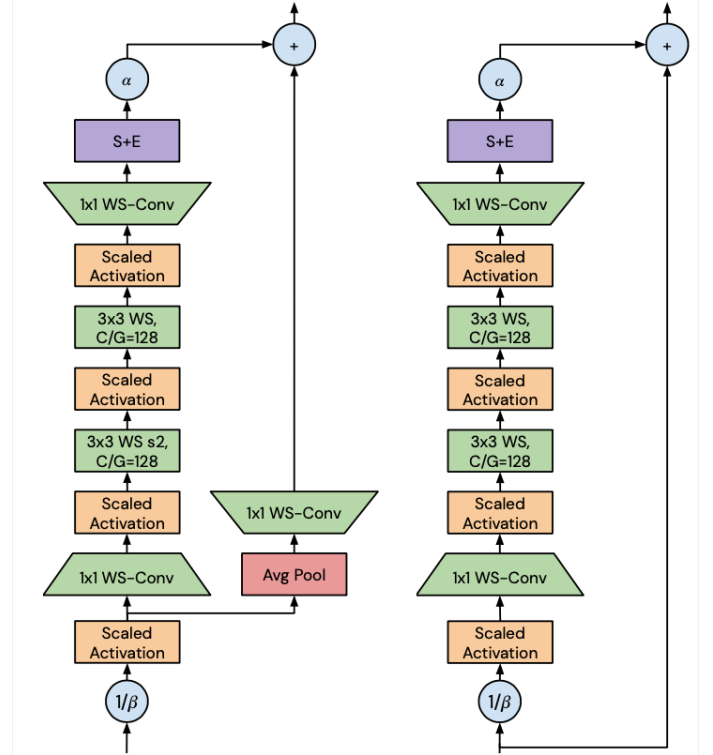 +
α
S+E
1x1 WS-Conv
Scaled
Activation
3x3 WS,
C/G=128
Scaled
Activation
3x3 WS s2,
C/G=128
Scaled
Activation
1x1 WS-Conv
Scaled
Activation
1/β
1x1 WS-Conv
Avg Pool
+
α
S+E
1x1 WS-Conv
Scaled
Activation
3x3 WS,
C/G=128
Scaled
Activation
3x3 WS,
C/G=128
Scaled
Activation
1x1 WS-Conv
Scaled
Activation
1/β